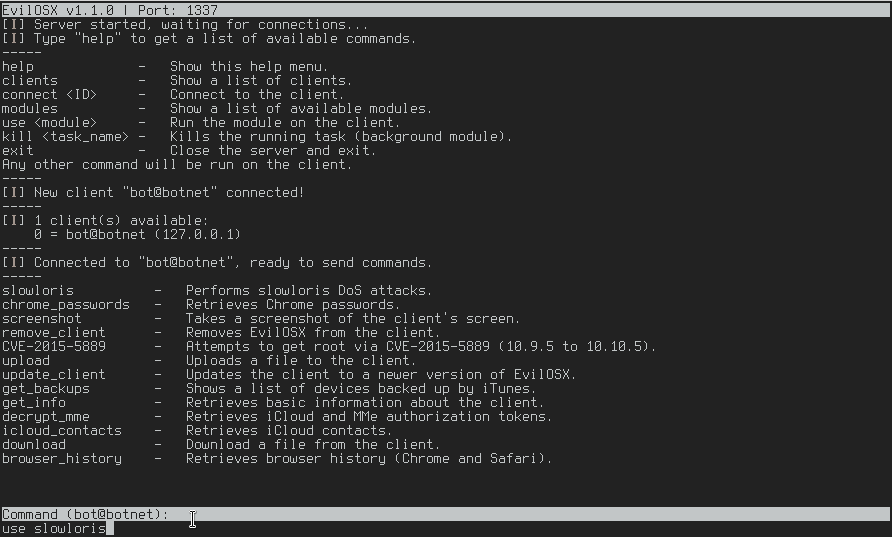 EvilOSX v1.1.0 | Port: 1337
[I] Server started, waiting for connections...
[I] Type "help" to get a list of available commands.
-----
help             -   Show this help menu.
clients          -   Show a list of clients.
connect <ID>     -   Connect to the client.
modules          -   Show a list of available modules.
use <module>     -   Run the module on the client.
kill <task_name> -   Kills the running task (background module).
exit             -   Close the server and exit.
Any other command will be run on the client.
-----
[I] New client "bot@botnet" connected!
-----
[I] 1 client(s) available:
    0 = bot@botnet (127.0.0.1)
-----
[I] Connected to "bot@botnet", ready to send commands.
-----
slowloris          -   Performs slowloris DoS attacks.
chrome_passwords   -   Retrieves Chrome passwords.
screenshot         -   Takes a screenshot of the client's screen.
remove_client      -   Removes EvilOSX from the client.
CVE-2015-5889      -   Attempts to get root via CVE-2015-5889 (10.9.5 to 10.10.5).
upload             -   Uploads a file to the client.
update_client      -   Updates the client to a newer version of EvilOSX.
get_backups        -   Shows a list of devices backed up by iTunes.
get_info           -   Retrieves basic information about the client.
decrypt_mme        -   Retrieves iCloud and MMe authorization tokens.
icloud_contacts    -   Retrieves iCloud contacts.
download           -   Download a file from the client.
browser_history    -   Retrieves browser history (Chrome and Safari).
Command (bot@botnet):
use slowloris